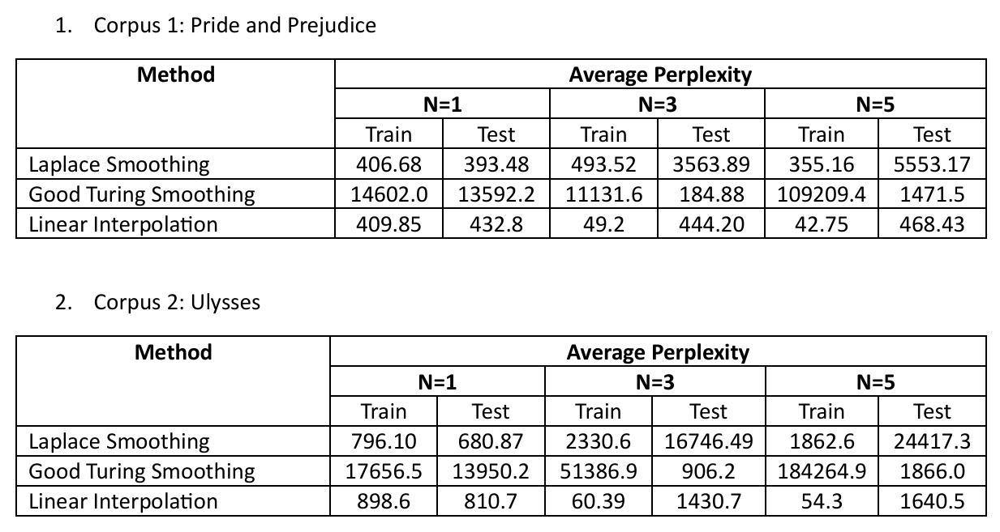 1. Corpus 1: Pride and Prejudice
Method Average Perplexity
N=1 N=3 N=5
Train Test Train Test Train Test
Laplace Smoothing 406.68 393.48 493.52 3563.89 355.16 5553.17
Good Turing Smoothing 14602.0 13592.2 11131.6 184.88 109209.4 1471.5
Linear Interpolation 409.85 432.8 49.2 444.20 42.75 468.43
2. Corpus 2: Ulysses
Method Average Perplexity
N=1 N=3 N=5
Train Test Train Test Train Test
Laplace Smoothing 796.10 680.87 2330.6 16746.49 1862.6 24417.3
Good Turing Smoothing 17656.5 13950.2 51386.9 906.2 184264.9 1866.0
Linear Interpolation 898.6 810.7 60.39 1430.7 54.3 1640.5